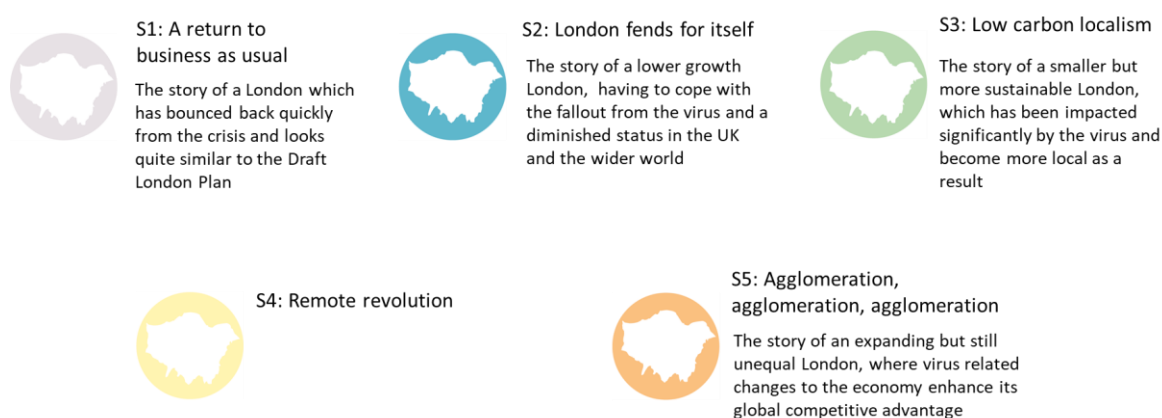 S1: A return to
business as usual
The story of a London which
has bounced back quickly
from the crisis and looks
quite similar to the Draft
London Plan
S2: London fends for itself
The story of a lower growth
London, having to cope with
the fallout from the virus and a
diminished status in the UK
and the wider world
S3: Low carbon localism
The story of a smaller but
more sustainable London,
which has been impacted
significantly by the virus and
become more local as a
result
S4: Remote revolution
S5: Agglomeration,
agglomeration, agglomeration
The story of an expanding but still
unequal London, where virus related
changes to the economy enhance its
global competitive advantage